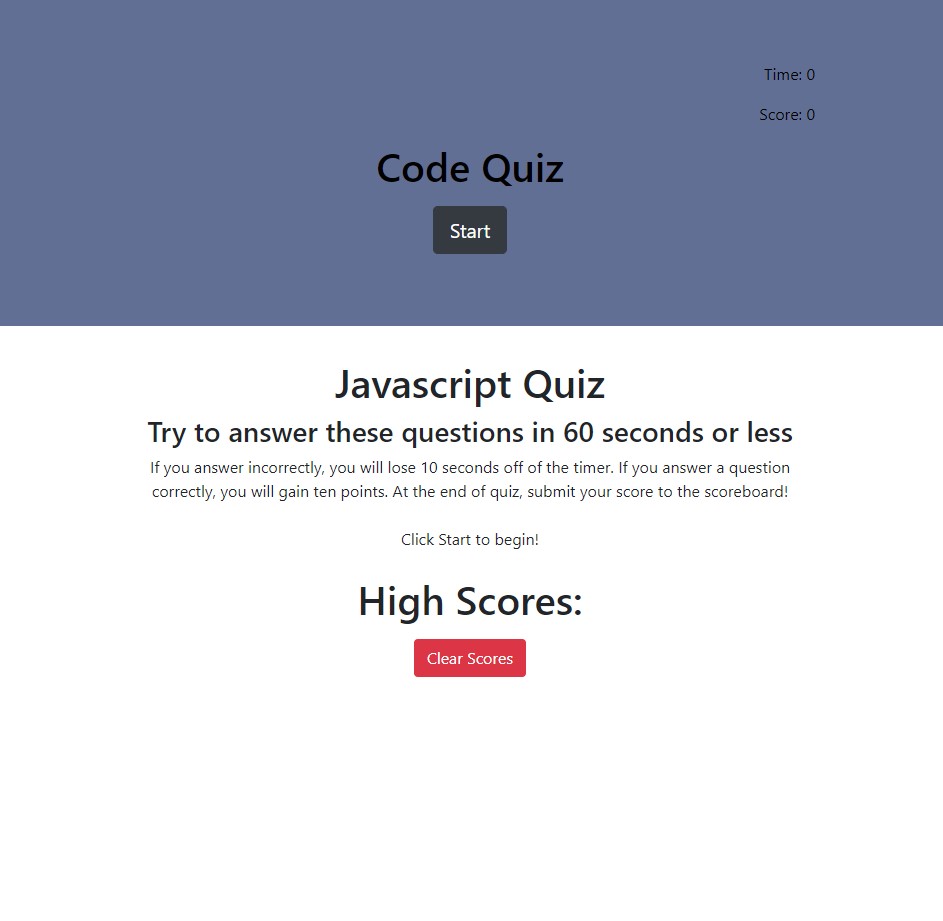 Time: 0
Score: 0
Code Quiz
Start
Javascript Quiz
Try to answer these questions in 60 seconds or less
If you answer incorrectly, you will lose 10 seconds off of the timer. If you answer a question
correctly, you will gain ten points. At the end of quiz, submit your score to the scoreboard!
Click Start to begin!
High Scores:
Clear Scores